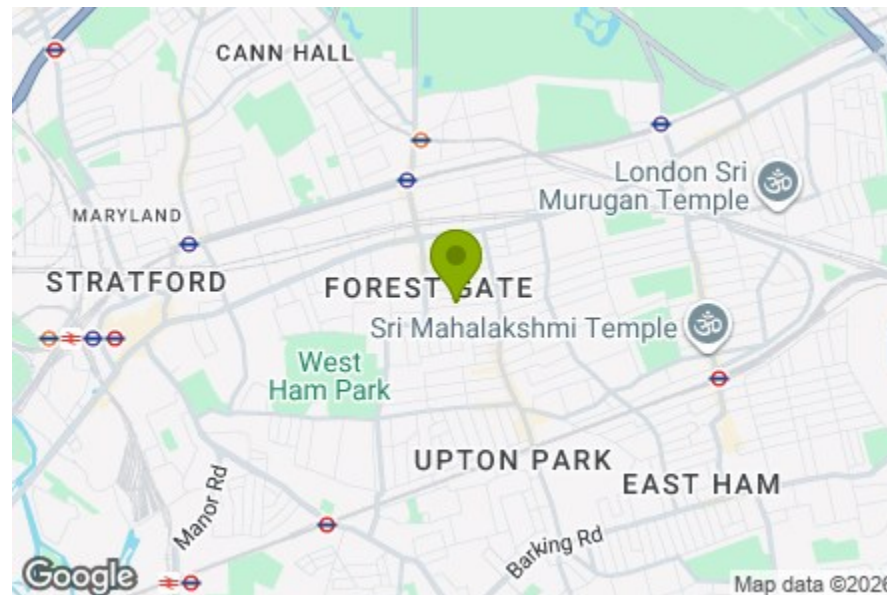 CANN HALL
London Sri
Murugan Temple
MARYLAND
STRATFORD
FOREST GATE
Sri Mahalakshmi Temple
West
Ham Park
UPTON PARK
EAST HAM
Manor Rd
Barking Rd
Google
Map data ©2026